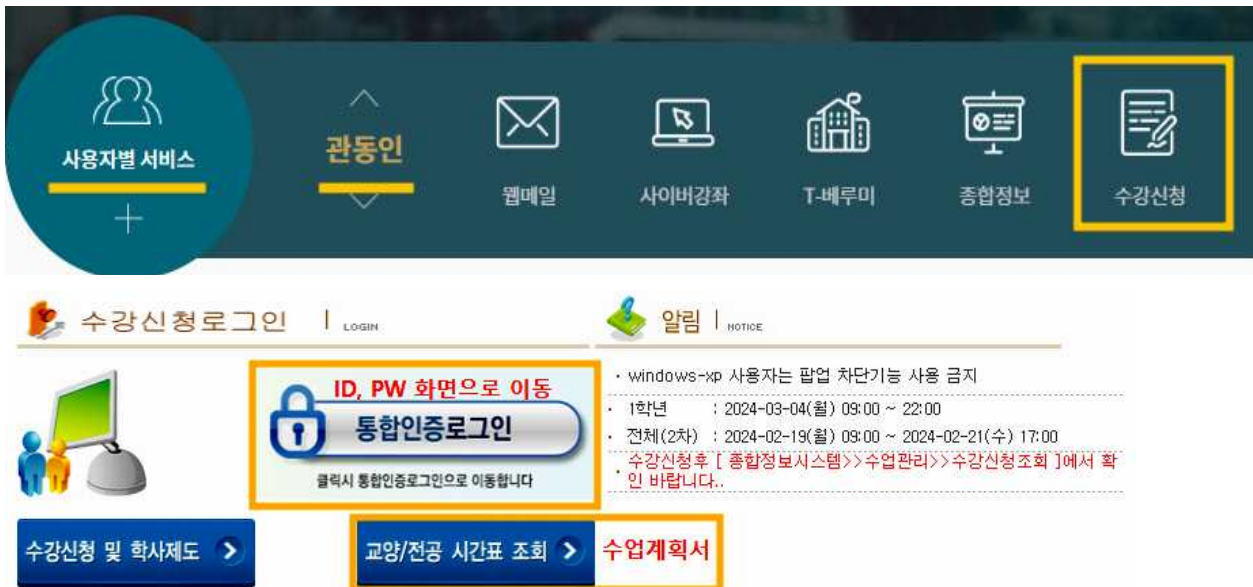 사용자별 서비스
관동인
웹메일
사이버강좌
T-베루미
종합정보
수강신청
수강신청로그인 LOGIN
알림 NOTICE
ID, PW 화면으로 이동
통합인증로그인
클릭시 통합인증로그인으로 이동합니다
· windows-xp 사용자는 팝업 차단기능 사용 금지
· 1학년 : 2024-03-04(월) 09:00 ~ 22:00
· 전체(2차) : 2024-02-19(월) 09:00 ~ 2024-02-21(수) 17:00
· 수강신청후 [ 종합정보시스템>>수업관리>>수강신청조회 ]에서 확
인 바랍니다..
수강신청 및 학사제도
교양/전공 시간표 조회
수업계획서